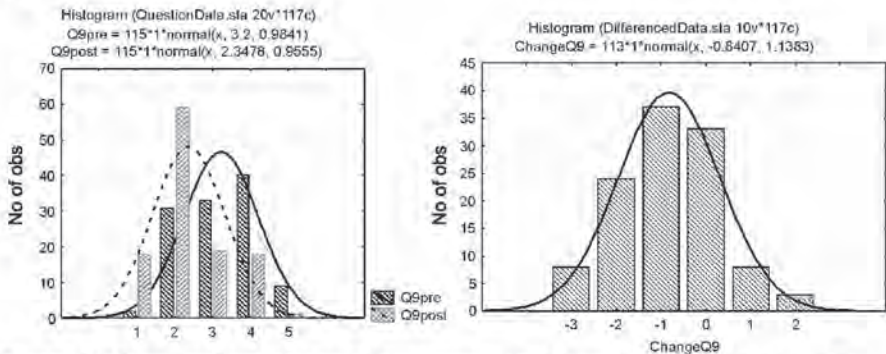 Histogram (QuestionData.sta 20v*117c)
Q9pre = 115*1*normal(x, 3.2, 0.9841)
Q9post = 115*1*normal(x, 2.3478, 0.9555)
70
60
50
40
30
20
10
0
No of obs
1 2 3 4 5
Q9pre
Q9post
Histogram (DifferencedData.sta 10v*117c)
ChangeQ9 = 113*1*normal(x, -0.8407, 1.1383)
45
40
35
30
25
20
15
10
5
0
No of obs
-3 -2 -1 0 1 2
ChangeQ9